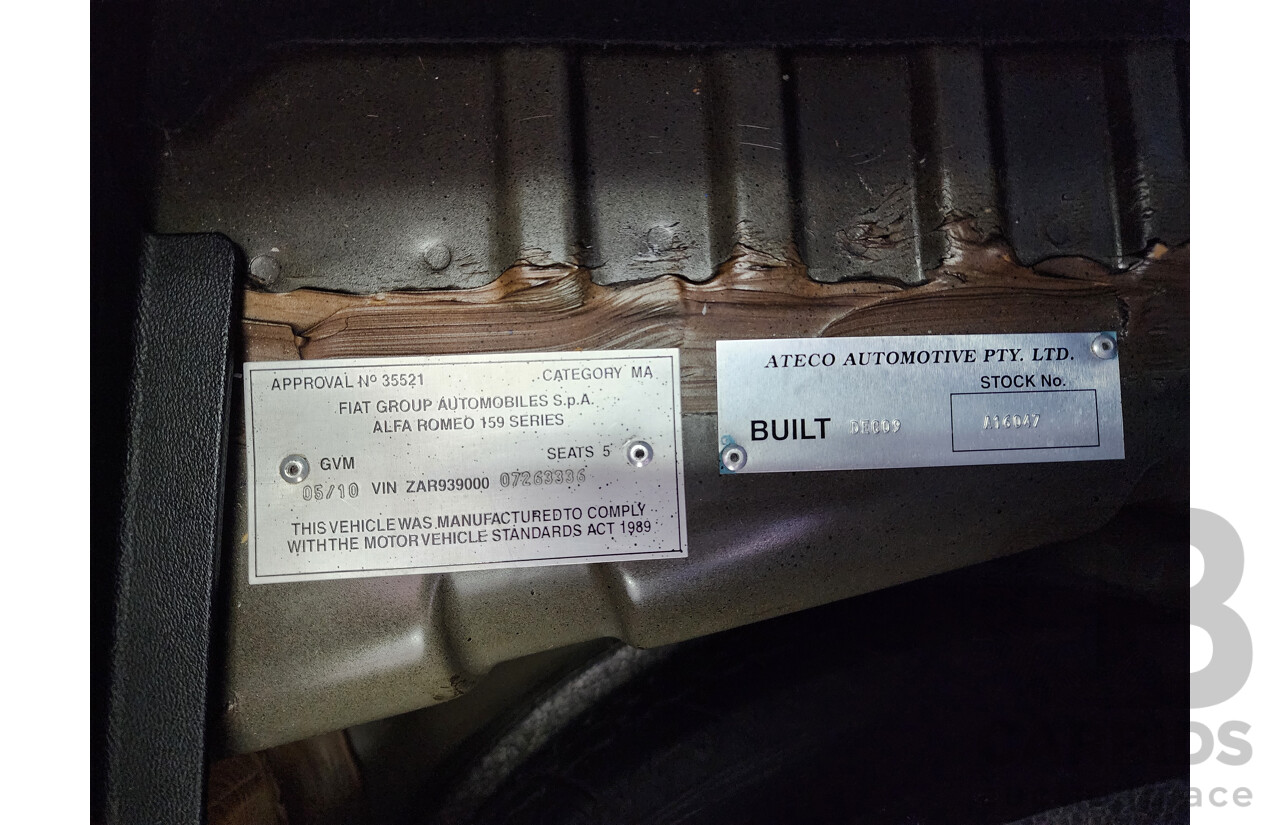 APPROVAL Nº 35521 CATEGORY MA
FIAT GROUP AUTOMOBILES S.p.A.
ALFA ROMEO 159 SERIES
GVM SEATS 5
05/10 VIN ZAR939000 07263336
THIS VEHICLE WAS MANUFACTURED TO COMPLY
WITH THE MOTOR VEHICLE STANDARDS ACT 1989
ATECO AUTOMOTIVE PTY. LTD.
STOCK No.
BUILT DEC09 A16047